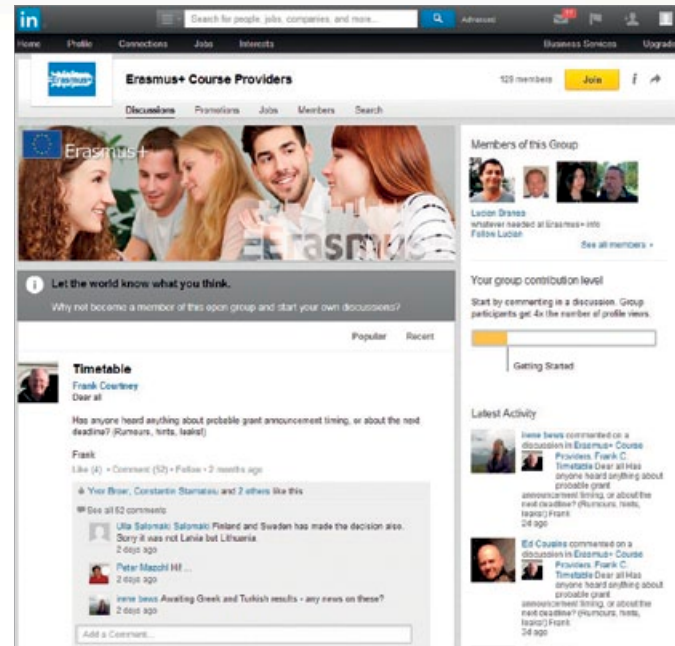 in
Search for people, jobs, companies, and more...
Advanced
Home Profile Connections Jobs Interests
Business Services Upgrade
Erasmus+
Erasmus+ Course Providers
129 members
Join
Discussions Promotions Jobs Members Search
Erasmus+
Erasmus
Let the world know what you think.
Why not become a member of this open group and start your own discussions?
Popular Recent
Timetable
Frank Courtney
Dear all
Has anyone heard anything about probable grant announcement timing, or about the next
deadline? (Rumours, hints, leaks!)
Frank
Like (4) • Comment (52) • Follow • 2 months ago
Constantin Stamatou and 2 others like this
See all 52 comments
Ulla Salomaki Salomaki Finland and Sweden has made the decision also.
Sorry it was not Latvia but Lithuania.
2 days ago
Peter Mazohl Hi! ...
2 days ago
irene bews Awaiting Greek and Turkish results - any news on these?
2 days ago
Add a Comment...
Members of this Group
Lucian
whatever needed at Erasmus+ info
Follow Lucian
See all members
Your group contribution level
Start by commenting in a discussion. Group
participants get 4x the number of profile views.
Getting Started
Latest Activity
irene bews commented on a
discussion in Erasmus+ Course
Providers. Frank C.
Timetable Dear all Has
anyone heard anything about
probable grant
announcement timing, or about the
next deadline? (Rumours, hints,
leaks!) Frank
2d ago
Ed Cousins commented on a
discussion in Erasmus+ Course
Providers. Frank C.
Timetable Dear all Has
anyone heard anything about
probable grant
announcement timing, or about the
next deadline? (Rumours, hints,
leaks!) Frank
3d ago